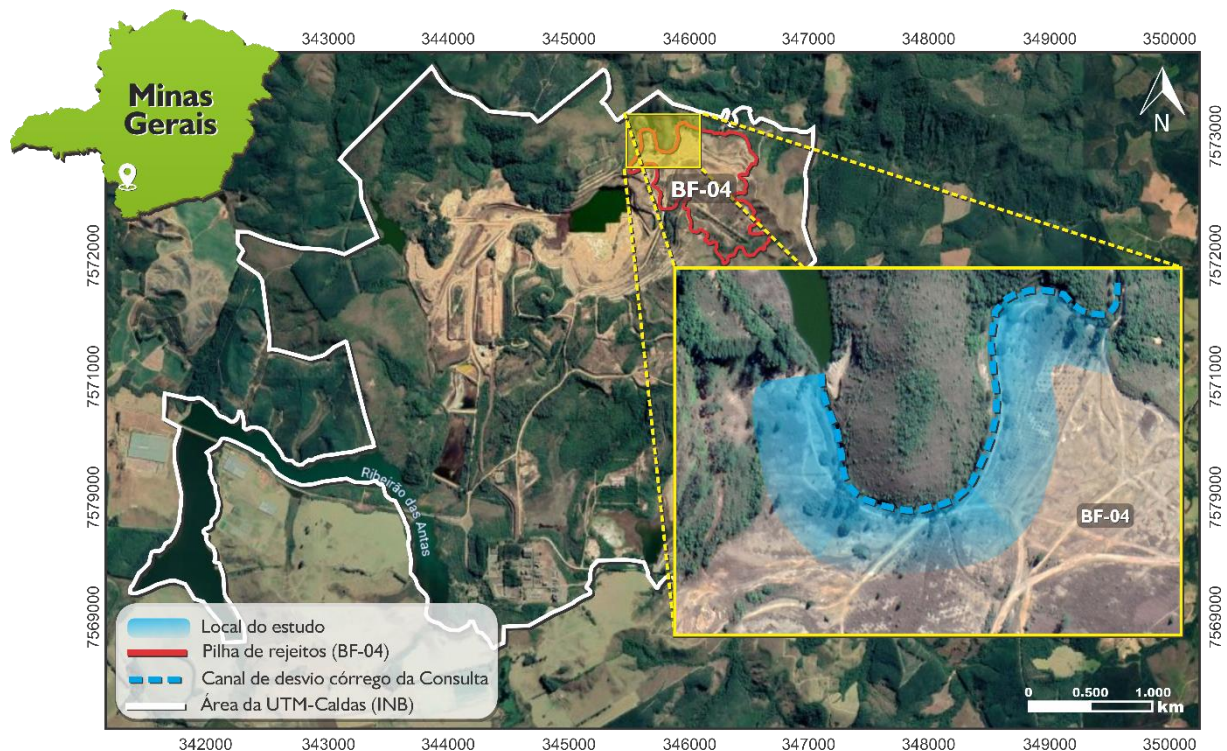 343000 344000 345000 346000 347000 348000 349000 350000
Minas
Gerais
N
BF-04
7573000
7572000
7571000
7579000
7569000
7573000
7572000
7571000
7579000
7569000
Ribeirão das Antas
BF-04
Local do estudo
Pilha de rejeitos (BF-04)
Canal de desvio córrego da Consulta
Área da UTM-Caldas (INB)
0 0.500 1.000
km
342000 343000 344000 345000 346000 347000 348000 349000 350000